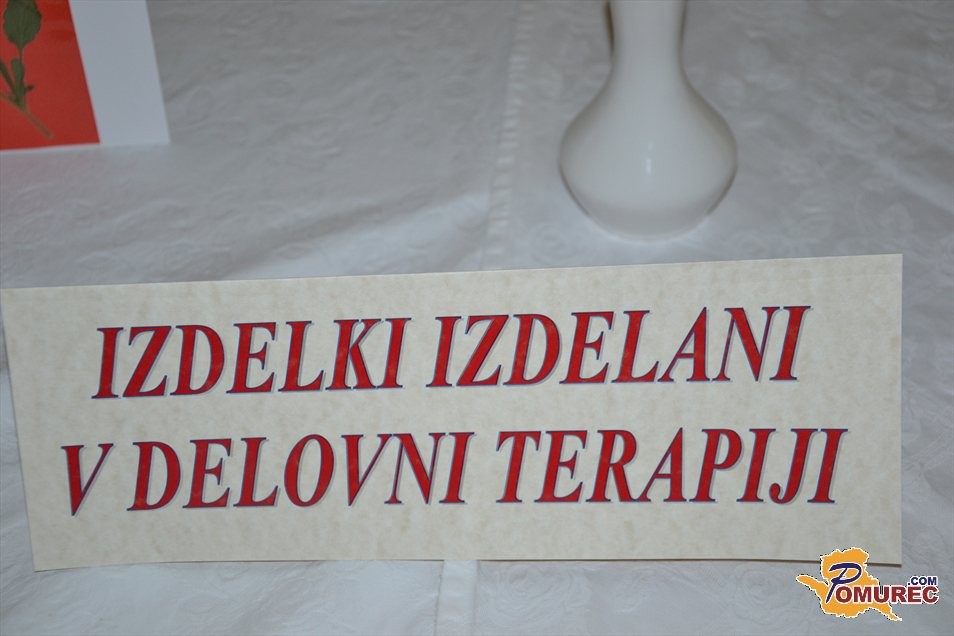 IZDELKI IZDELANI
V DELOVNI TERAPIJI
POMUREC.COM